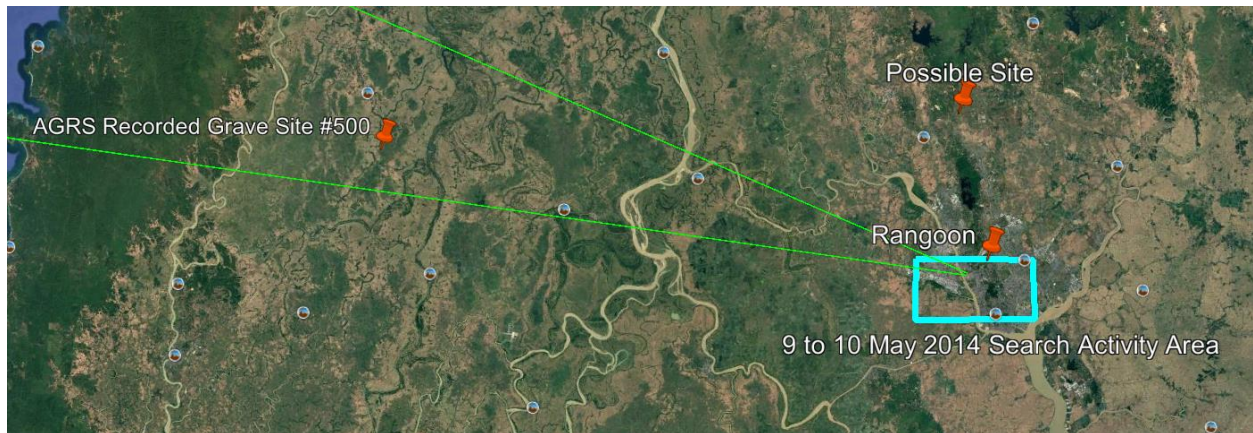 Possible Site
AGRS Recorded Grave Site #500
Rangoon
9 to 10 May 2014 Search Activity Area